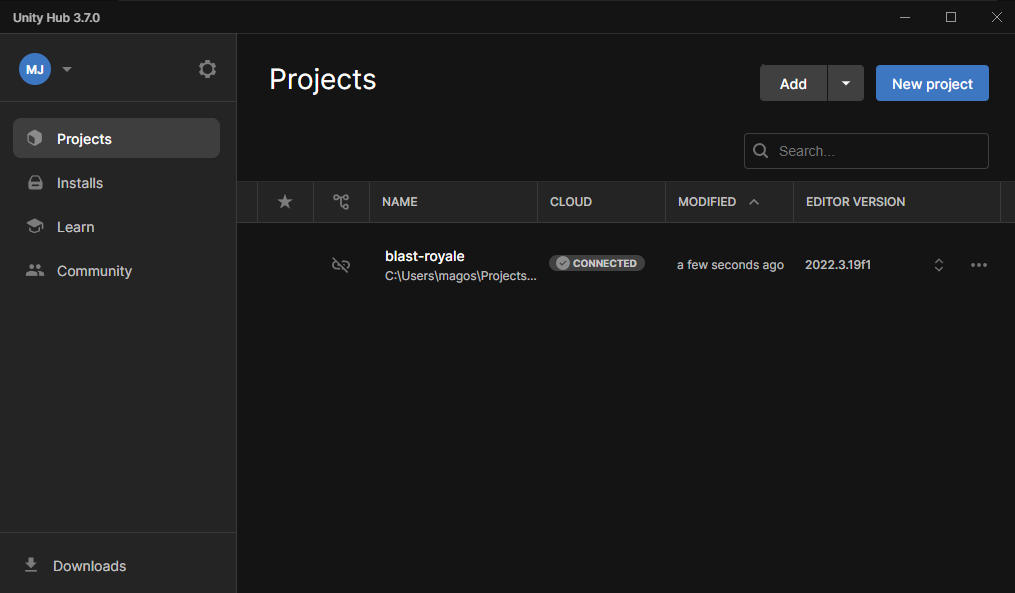 Unity Hub 3.7.0
MJ
Projects
Installs
Learn
Community
Downloads
Projects
Add
New project
Search...
NAME CLOUD MODIFIED EDITOR VERSION
blast-royale CONNECTED a few seconds ago 2022.3.19f1
C:\Users\magos\Projects...